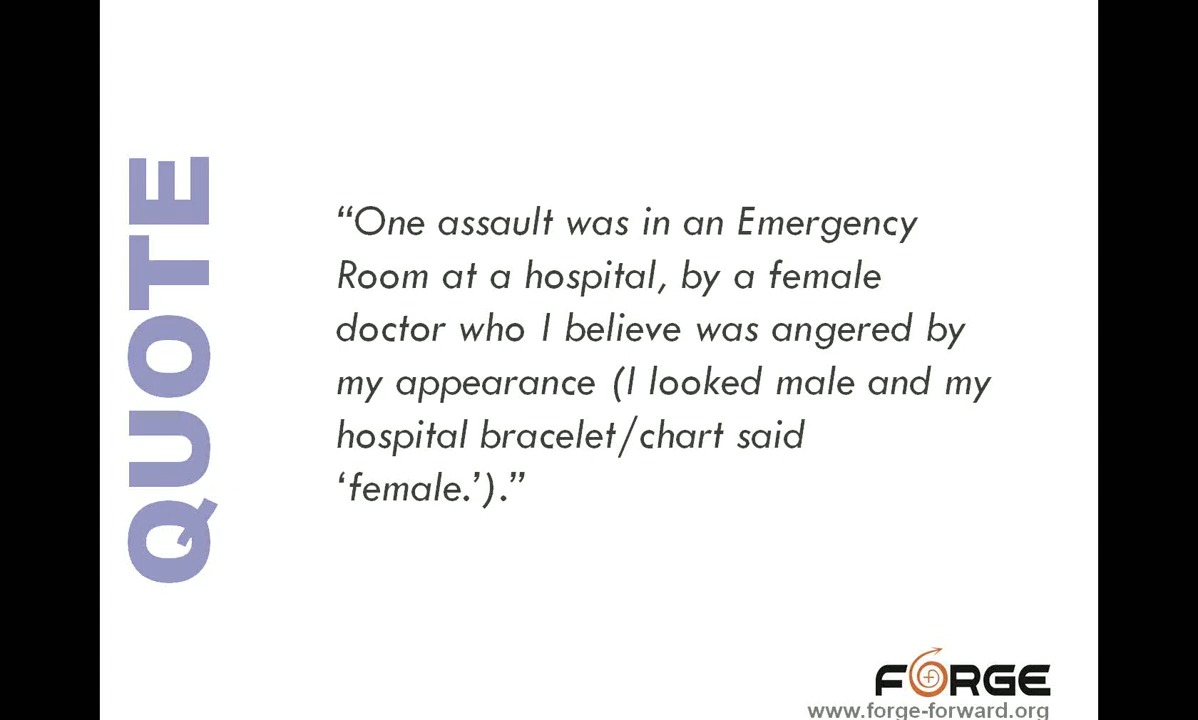 QUOTE
“One assault was in an Emergency
Room at a hospital, by a female
doctor who I believe was angered by
my appearance (I looked male and my
hospital bracelet/chart said
‘female.’).”
FORGE
www.forge-forward.org